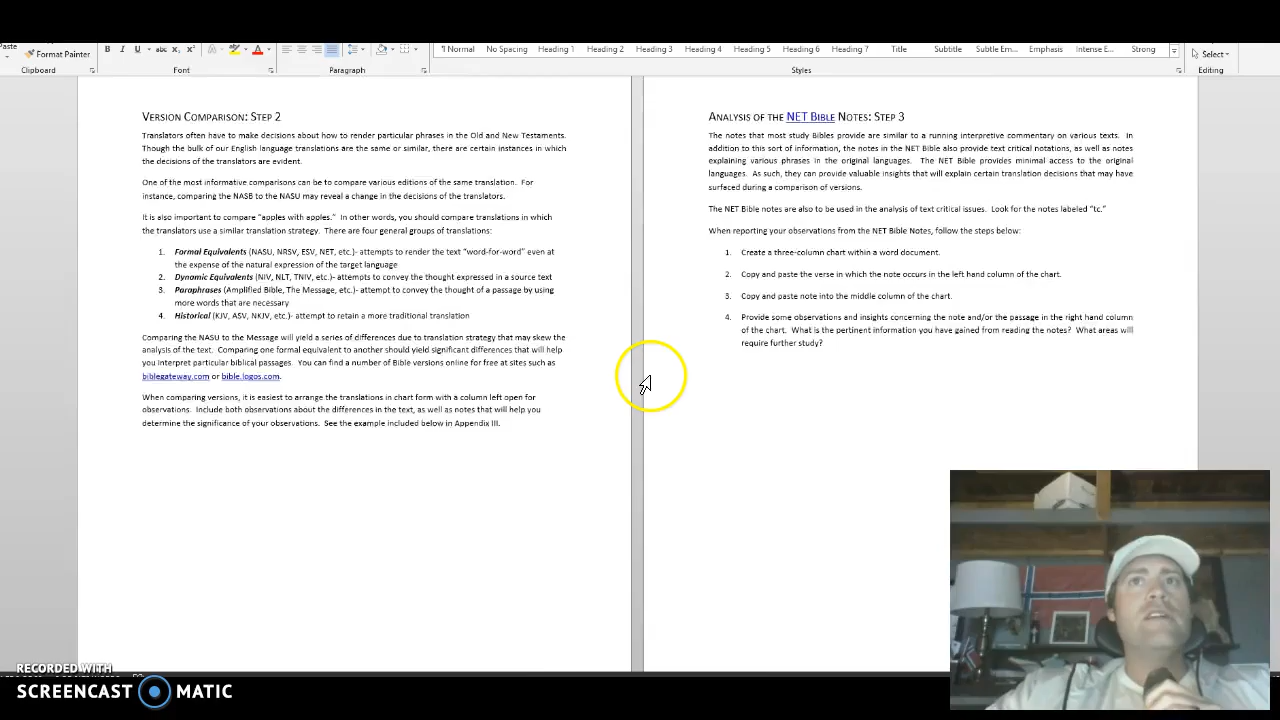 Paste
Format Painter
B I U abc x₂ x² A
¶ Normal No Spacing Heading 1 Heading 2 Heading 3 Heading 4 Heading 5 Heading 6 Heading 7 Title Subtitle Subtle Em... Emphasis Intense E... Strong
Select
Clipboard Font Paragraph Styles Editing
VERSION COMPARISON: STEP 2
Translators often have to make decisions about how to render particular phrases in the Old and New Testaments.
Though the bulk of our English language translations are the same or similar, there are certain instances in which
the decisions of the translators are evident.
One of the most informative comparisons can be to compare various editions of the same translation. For
instance, comparing the NASB to the NASU may reveal a change in the decisions of the translators.
It is also important to compare "apples with apples." In other words, you should compare translations in which
the translators use a similar translation strategy. There are four general groups of translations:
1. Formal Equivalents (NASU, NRSV, ESV, NET, etc.)- attempts to render the text "word-for-word" even at
the expense of the natural expression of the target language
2. Dynamic Equivalents (NIV, NLT, TNIV, etc.)- attempts to convey the thought expressed in a source text
3. Paraphrases (Amplified Bible, The Message, etc.)- attempt to convey the thought of a passage by using
more words that are necessary
4. Historical (KJV, ASV, NKJV, etc.)- attempt to retain a more traditional translation
Comparing the NASU to the Message will yield a series of differences due to translation strategy that may skew the
analysis of the text. Comparing one formal equivalent to another should yield significant differences that will help
you interpret particular biblical passages. You can find a number of Bible versions online for free at sites such as
biblegateway.com or bible.logos.com.
When comparing versions, it is easiest to arrange the translations in chart form with a column left open for
observations. Include both observations about the differences in the text, as well as notes that will help you
determine the significance of your observations. See the example included below in Appendix III.
ANALYSIS OF THE NET BIBLE NOTES: STEP 3
The notes that most study Bibles provide are similar to a running interpretive commentary on various texts. In
addition to this sort of information, the notes in the NET Bible also provide text critical notations, as well as notes
explaining various phrases in the original languages. The NET Bible provides minimal access to the original
languages. As such, they can provide valuable insights that will explain certain translation decisions that may have
surfaced during a comparison of versions.
The NET Bible notes are also to be used in the analysis of text critical issues. Look for the notes labeled "tc."
When reporting your observations from the NET Bible Notes, follow the steps below:
1. Create a three-column chart within a word document.
2. Copy and paste the verse in which the note occurs in the left hand column of the chart.
3. Copy and paste note into the middle column of the chart.
4. Provide some observations and insights concerning the note and/or the passage in the right hand column
of the chart. What is the pertinent information you have gained from reading the notes? What areas will
require further study?
RECORDED WITH
SCREENCAST MATIC